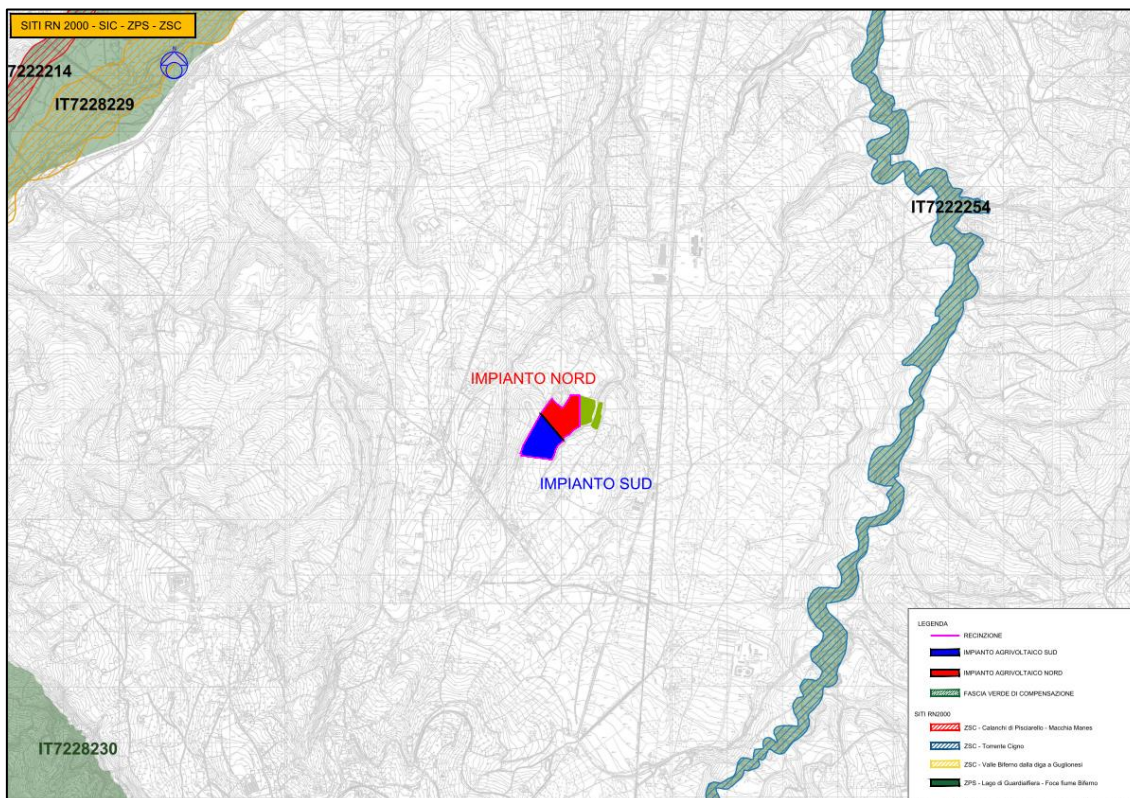 SITI RN 2000 - SIC - ZPS - ZSC
N
7222214
IT7228229
IT7222254
IMPIANTO NORD
IMPIANTO SUD
IT7228230
LEGENDA
RECINZIONE
IMPIANTO AGRIVOLTAICO SUD
IMPIANTO AGRIVOLTAICO NORD
FASCIA VERDE DI COMPENSAZIONE
SITI RN2000
ZSC - Calanchi di Pisciarello - Macchia Manes
ZSC - Torrente Cigno
ZSC - Valle Biferno dalla diga a Guglionesi
ZPS - Lago di Guardialfiera - Foce fiume Biferno